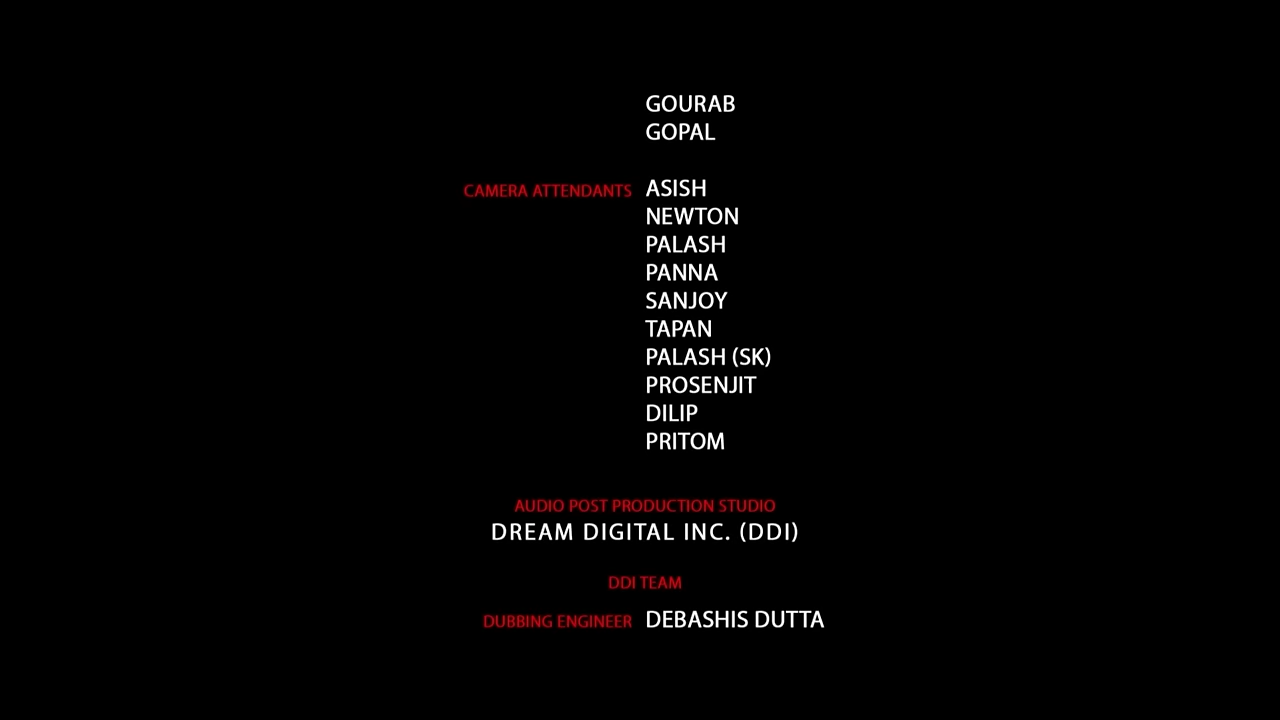 GOURAB
GOPAL
CAMERA ATTENDANTS ASISH
NEWTON
PALASH
PANNA
SANJOY
TAPAN
PALASH (SK)
PROSENJIT
DILIP
PRITOM
AUDIO POST PRODUCTION STUDIO
DREAM DIGITAL INC. (DDI)
DDI TEAM
DUBBING ENGINEER DEBASHIS DUTTA